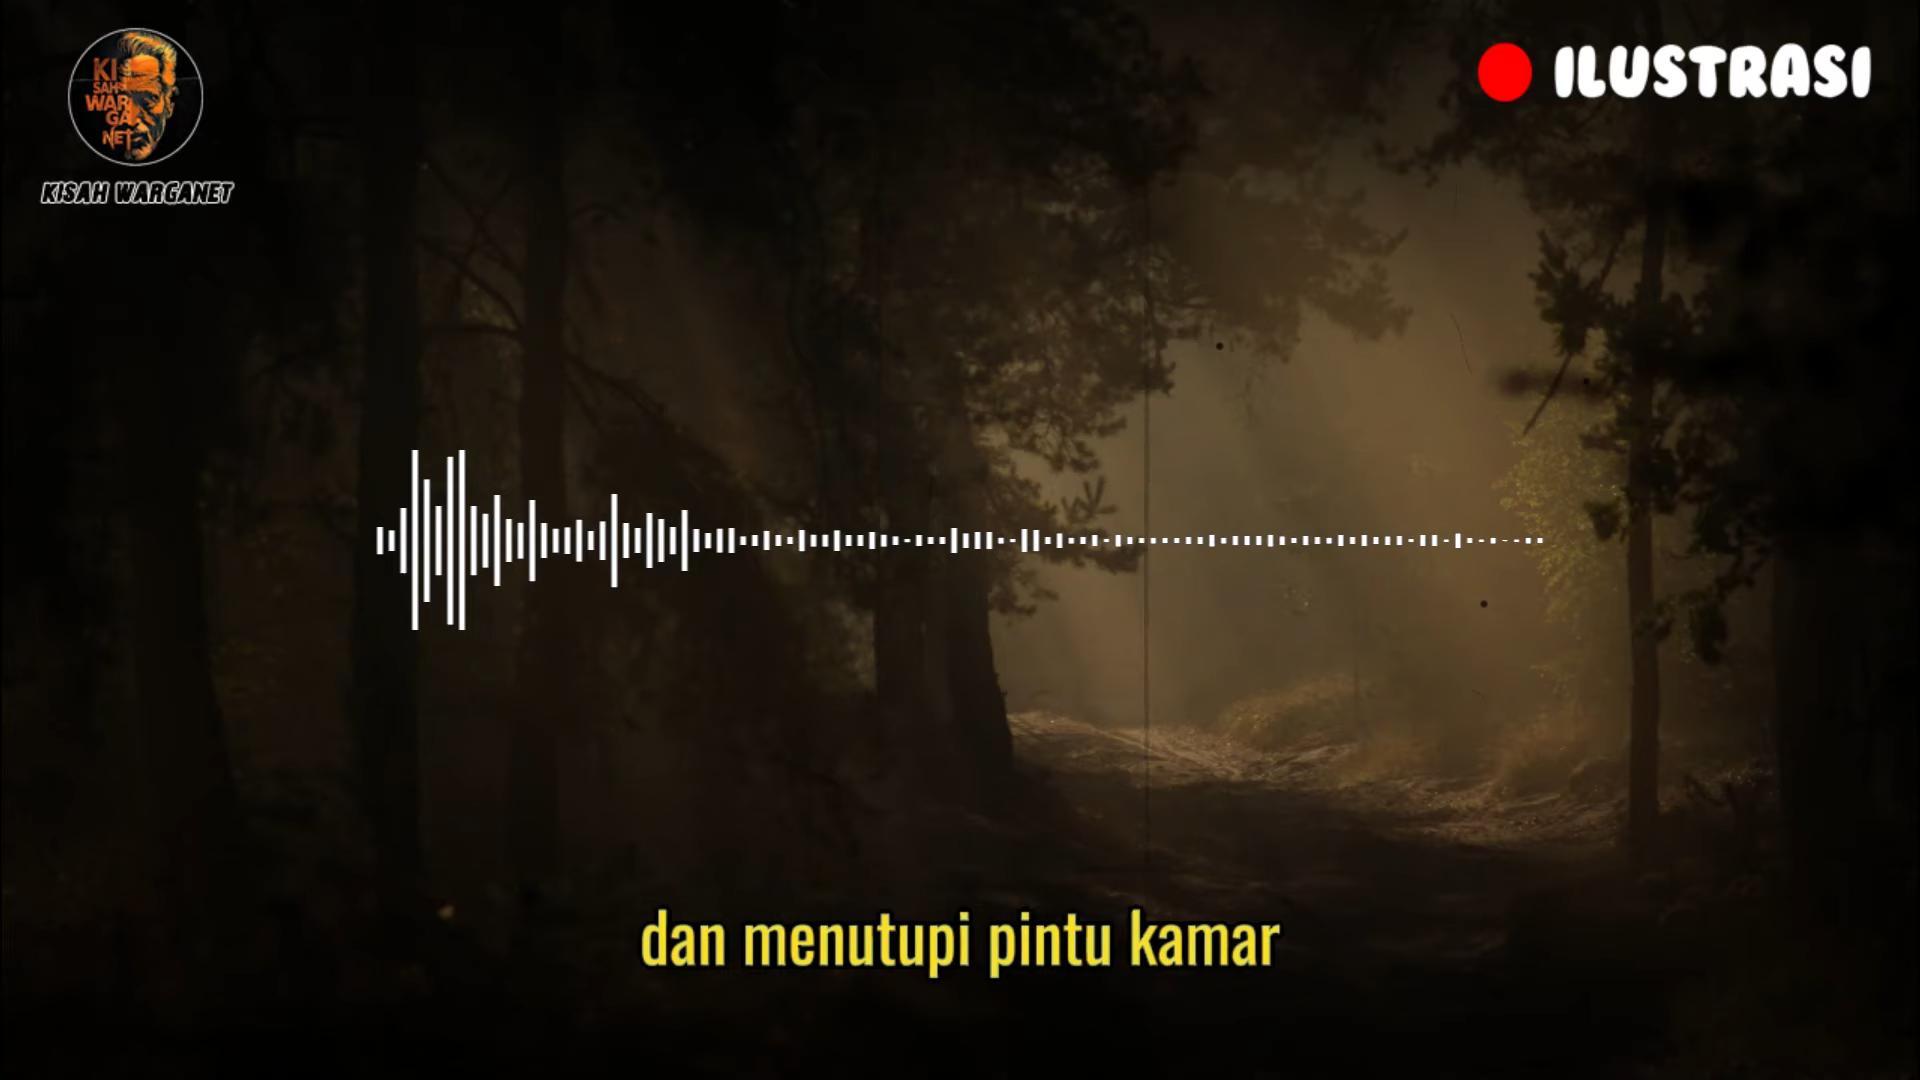 KI
SAH
WAR
GA
NET
KISAH WARGANET
ILUSTRASI
dan menutupi pintu kamar